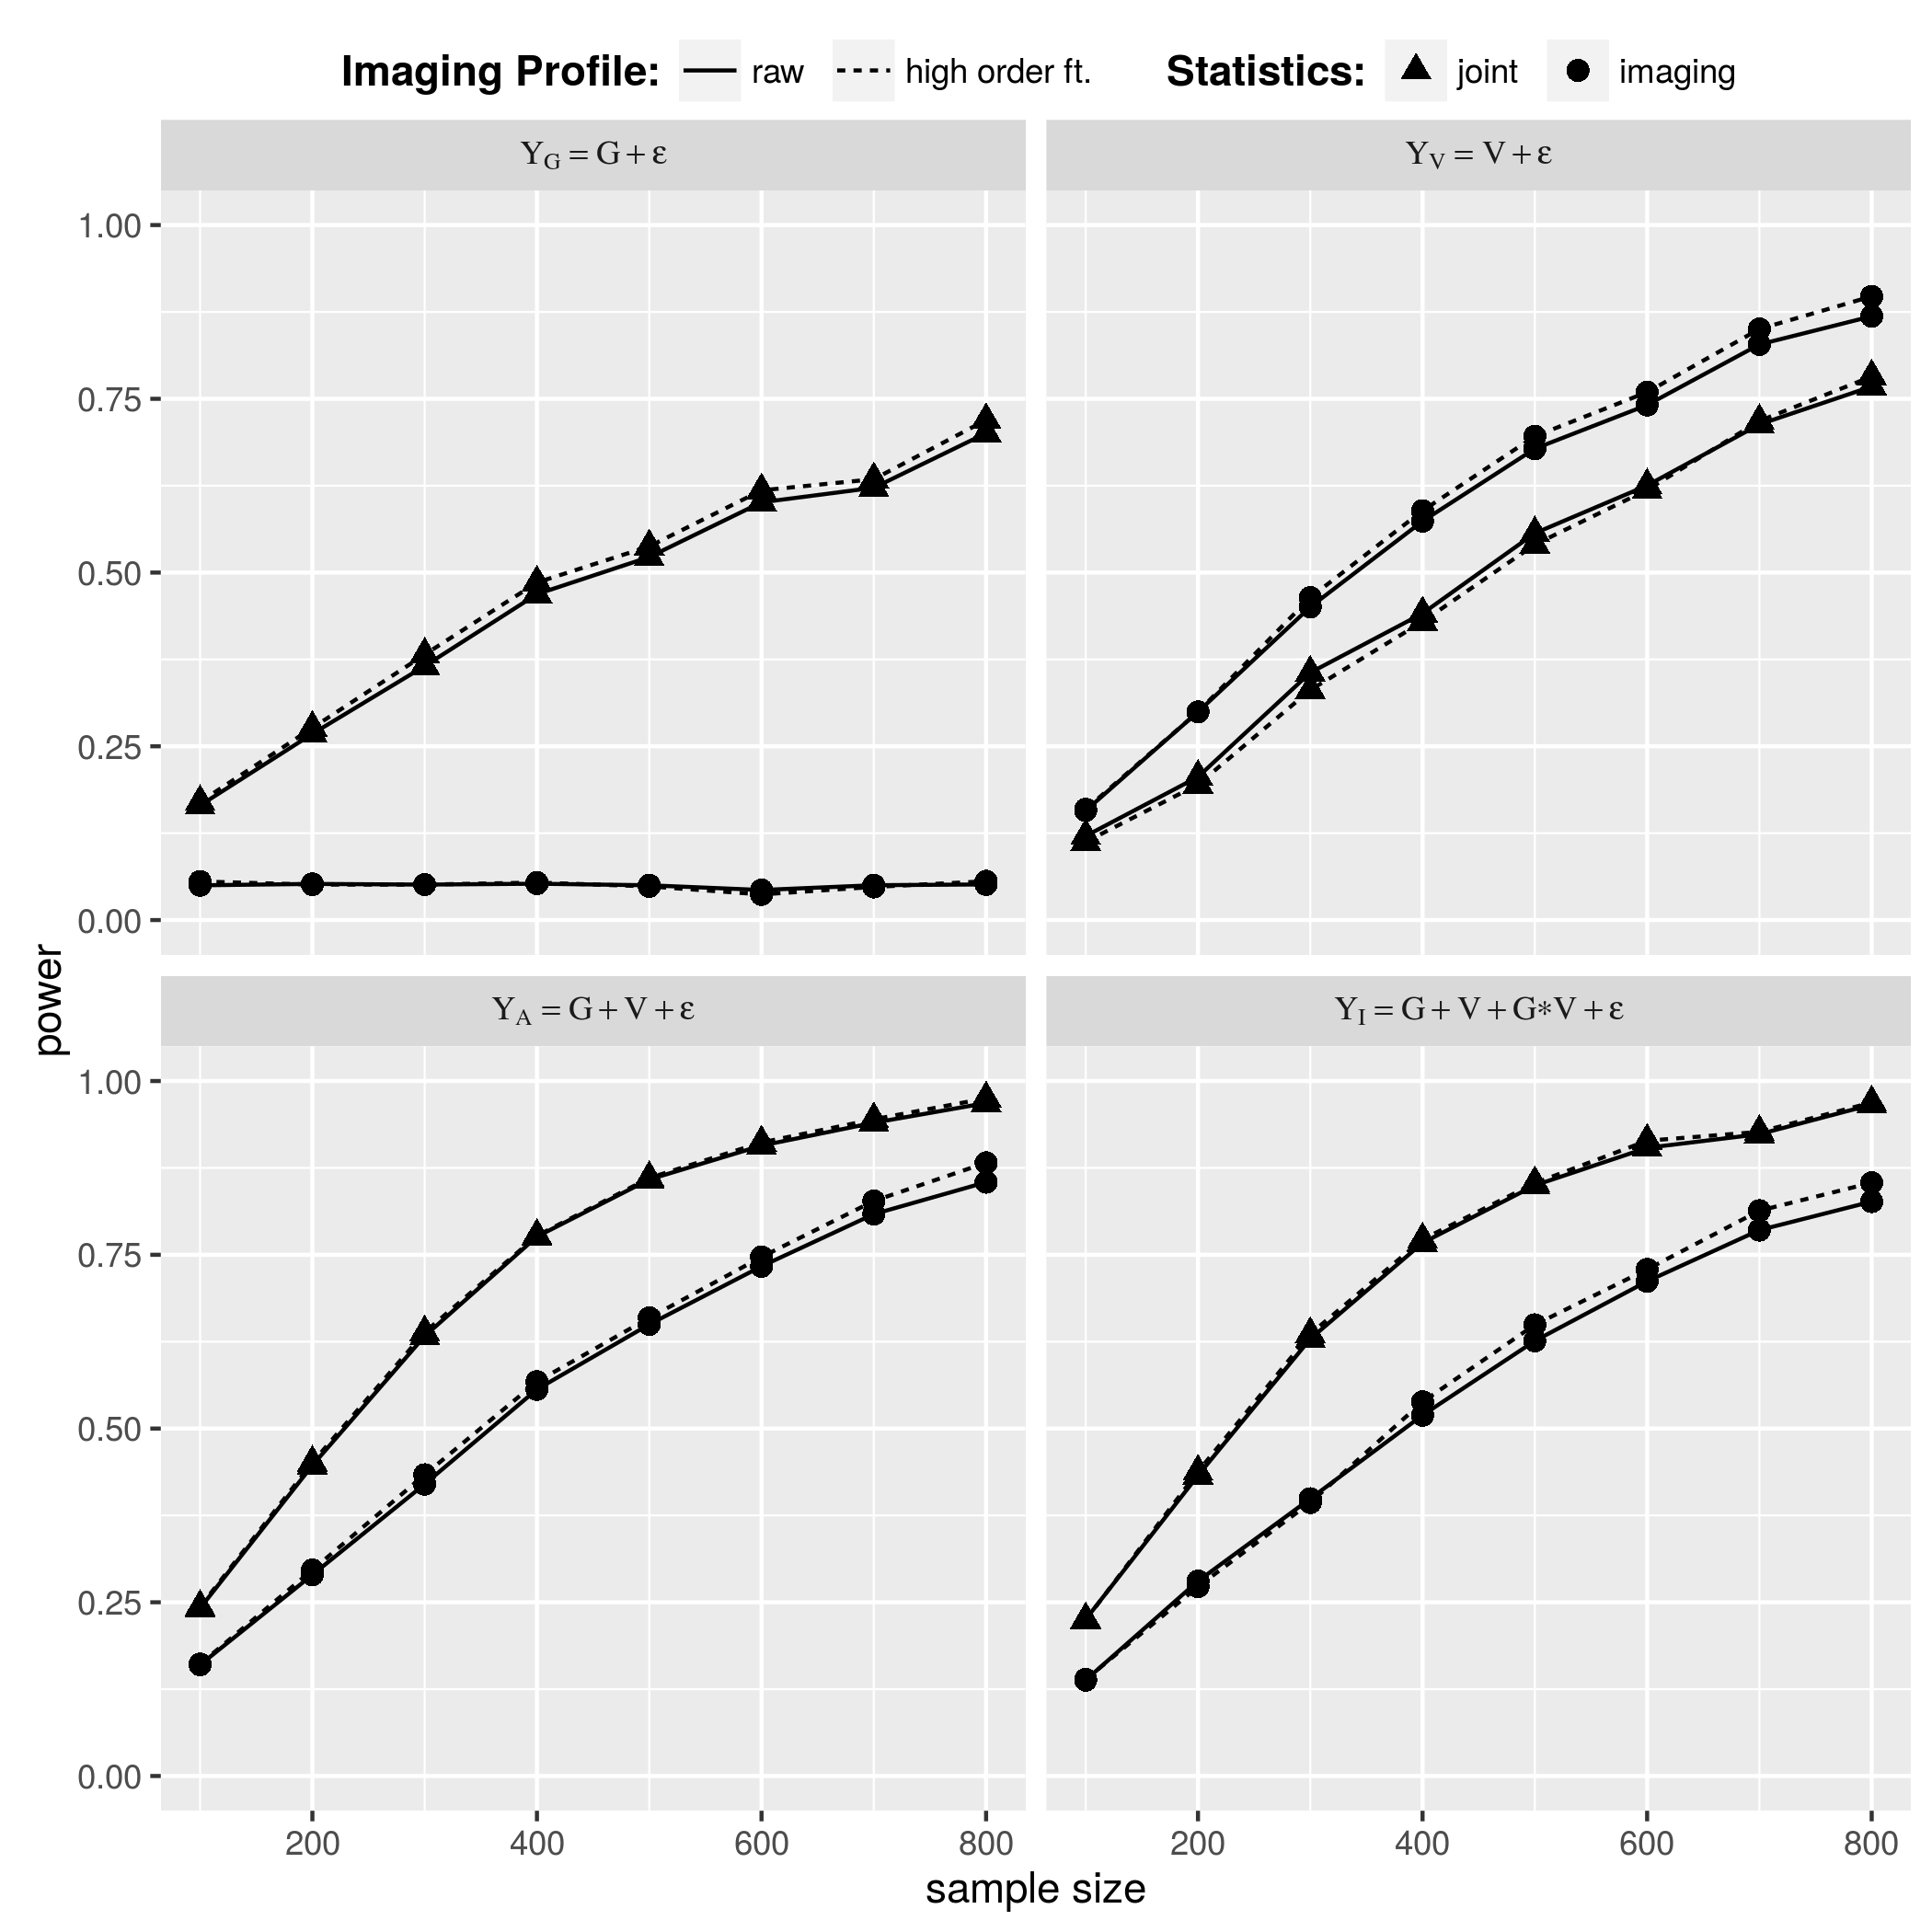 Imaging Profile: raw high order ft. Statistics: joint imaging
Y_G = G + ε
Y_V = V + ε
1.00
0.75
0.50
0.25
0.00
power
Y_A = G + V + ε
Y_I = G + V + G*V + ε
1.00
0.75
0.50
0.25
0.00
200 400 600 800
200 400 600 800
sample size